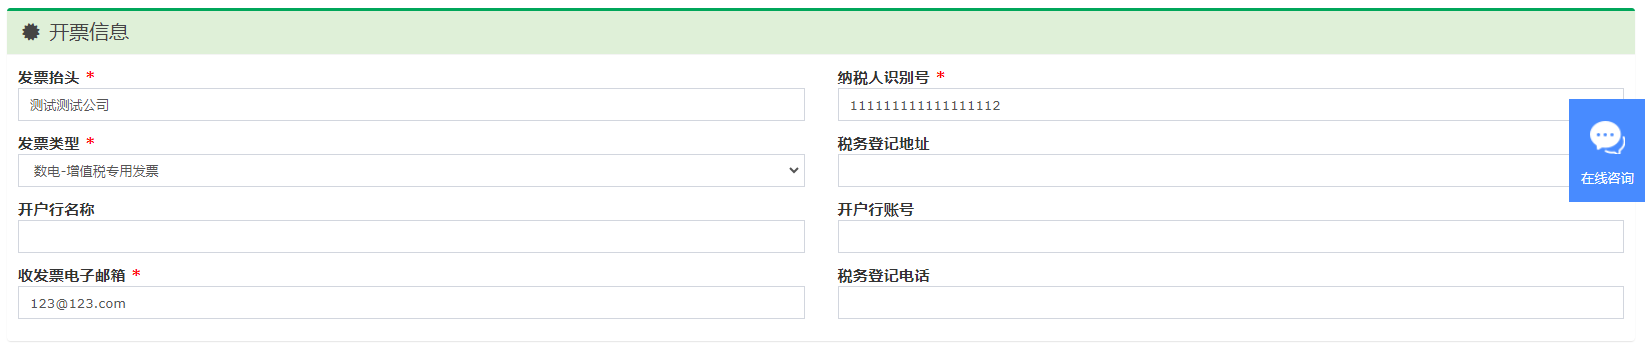 开票信息
发票抬头 *
纳税人识别号 *
测试测试公司
111111111111111112
发票类型 *
税务登记地址
数电-增值税专用发票
在线咨询
开户行名称
开户行账号
收发票电子邮箱 *
税务登记电话
123@123.com